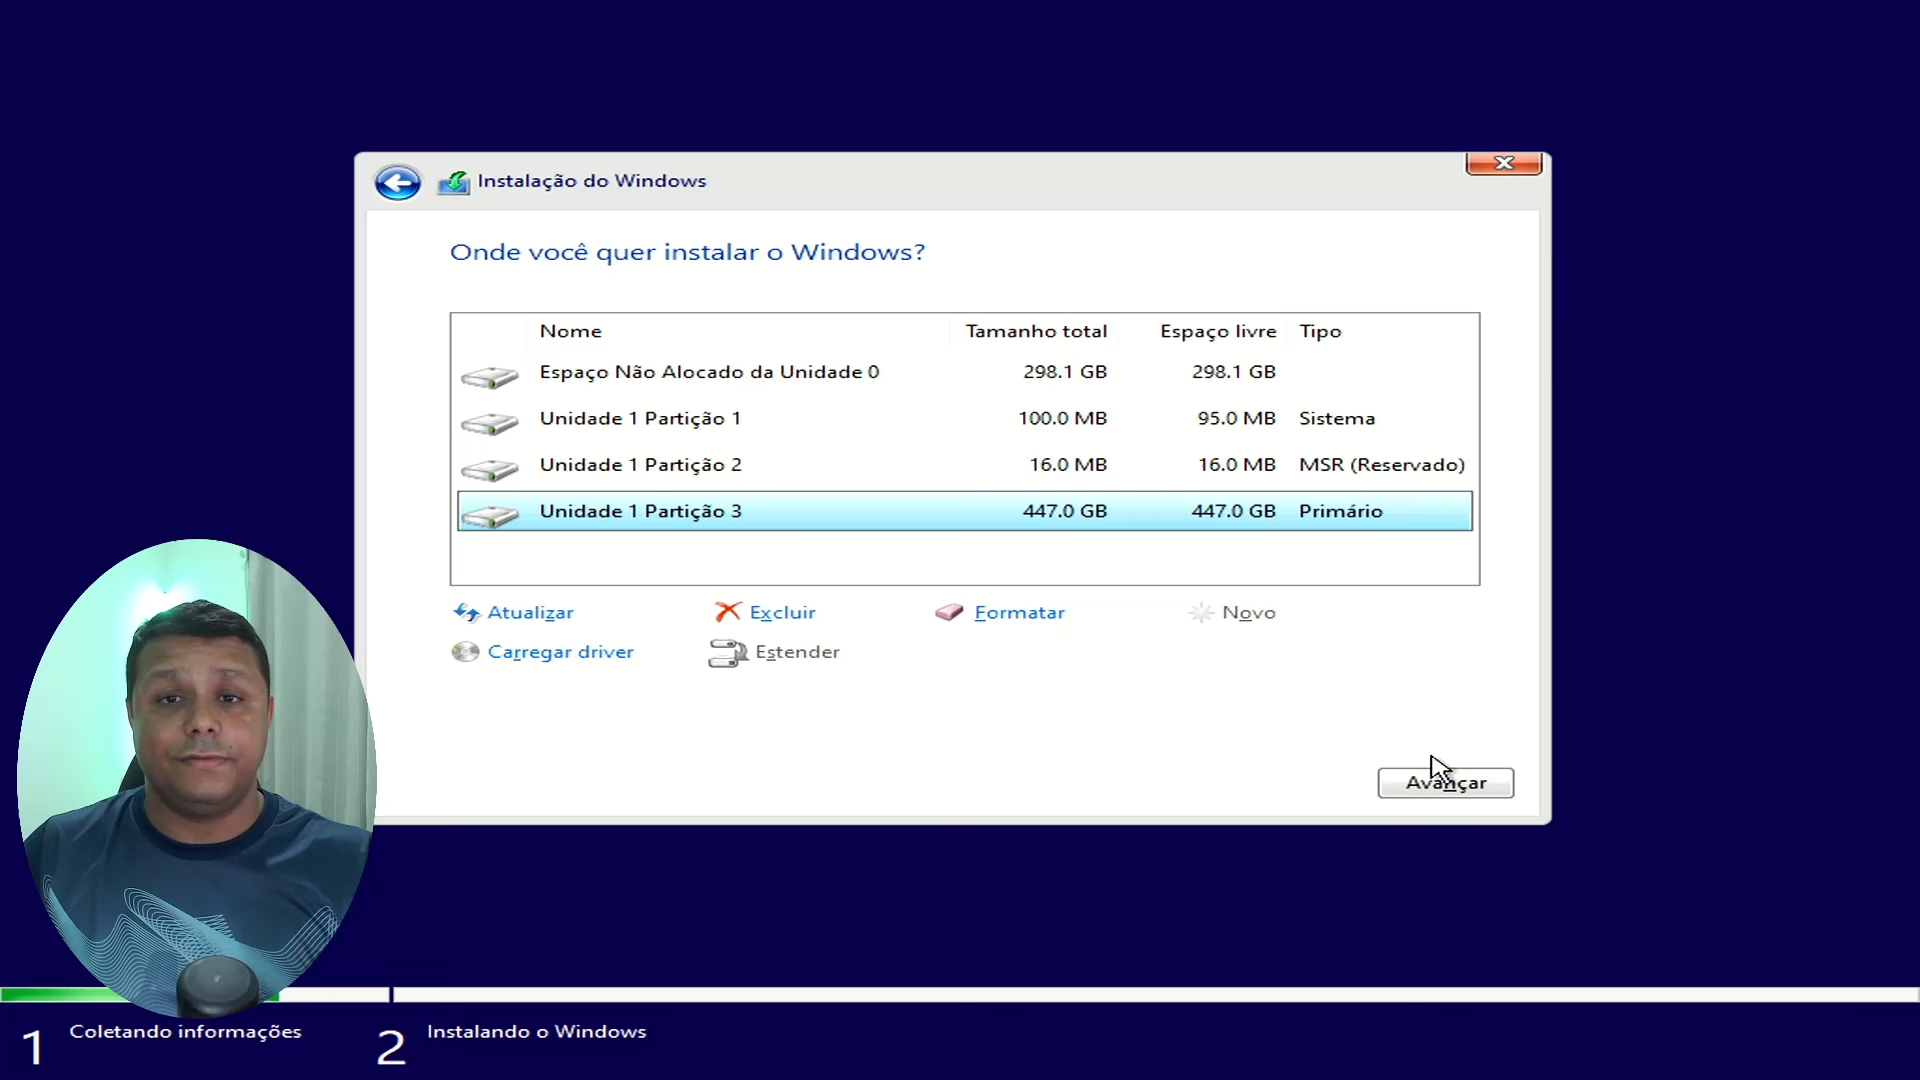 Instalação do Windows
Onde você quer instalar o Windows?
Nome Tamanho total Espaço livre Tipo
Espaço Não Alocado da Unidade 0 298.1 GB 298.1 GB
Unidade 1 Partição 1 100.0 MB 95.0 MB Sistema
Unidade 1 Partição 2 16.0 MB 16.0 MB MSR (Reservado)
Unidade 1 Partição 3 447.0 GB 447.0 GB Primário
Atualizar Excluir Formatar Novo
Carregar driver Estender
Avançar
1 Coletando informações 2 Instalando o Windows